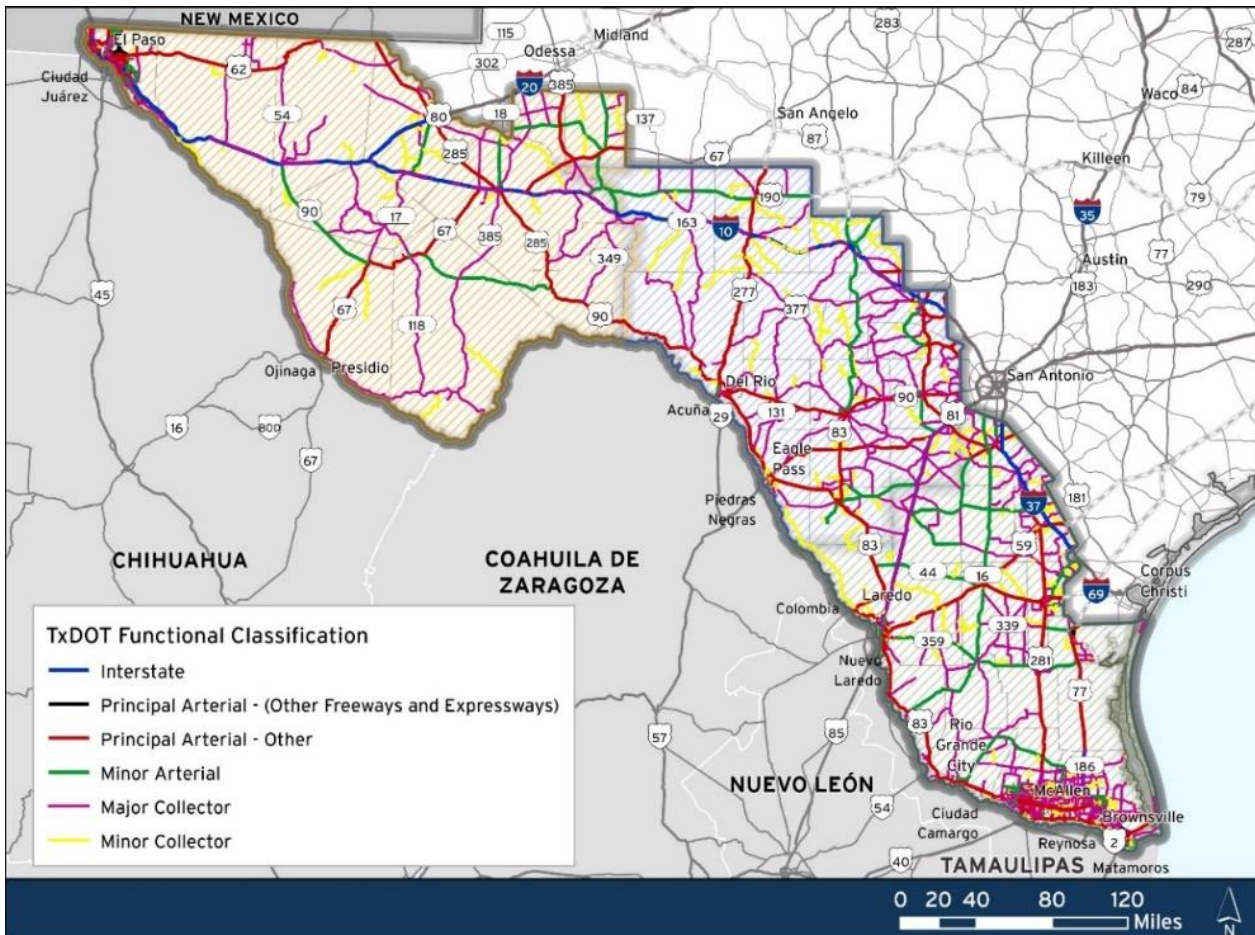 NEW MEXICO
El Paso
Ciudad
Juárez
62
54
115
302
Odessa
Midland
283
287
20
385
80
18
137
285
San Angelo
87
67
Waco
84
Killeen
35
79
Austin
77
183
290
90
17
67
385
285
349
163
10
190
277
377
45
67
118
90
Ojinaga
Presidio
Del Rio
Acuña
29
131
90
81
San Antonio
83
Eagle
Pass
16
80D
67
Piedras
Negras
181
37
CHIHUAHUA
COAHUILA DE
ZARAGOZA
83
59
44
16
Corpus
Christi
69
Colombia
Laredo
339
359
Nuevo
Laredo
281
77
57
85
83
Rio
Grande
City
186
McAllen
NUEVO LEÓN
54
Ciudad
Camargo
Brownsville
Reynosa
2
40
TAMAULIPAS
Matamoros
TxDOT Functional Classification
Interstate
Principal Arterial - (Other Freeways and Expressways)
Principal Arterial - Other
Minor Arterial
Major Collector
Minor Collector
0 20 40 80 120
Miles
N